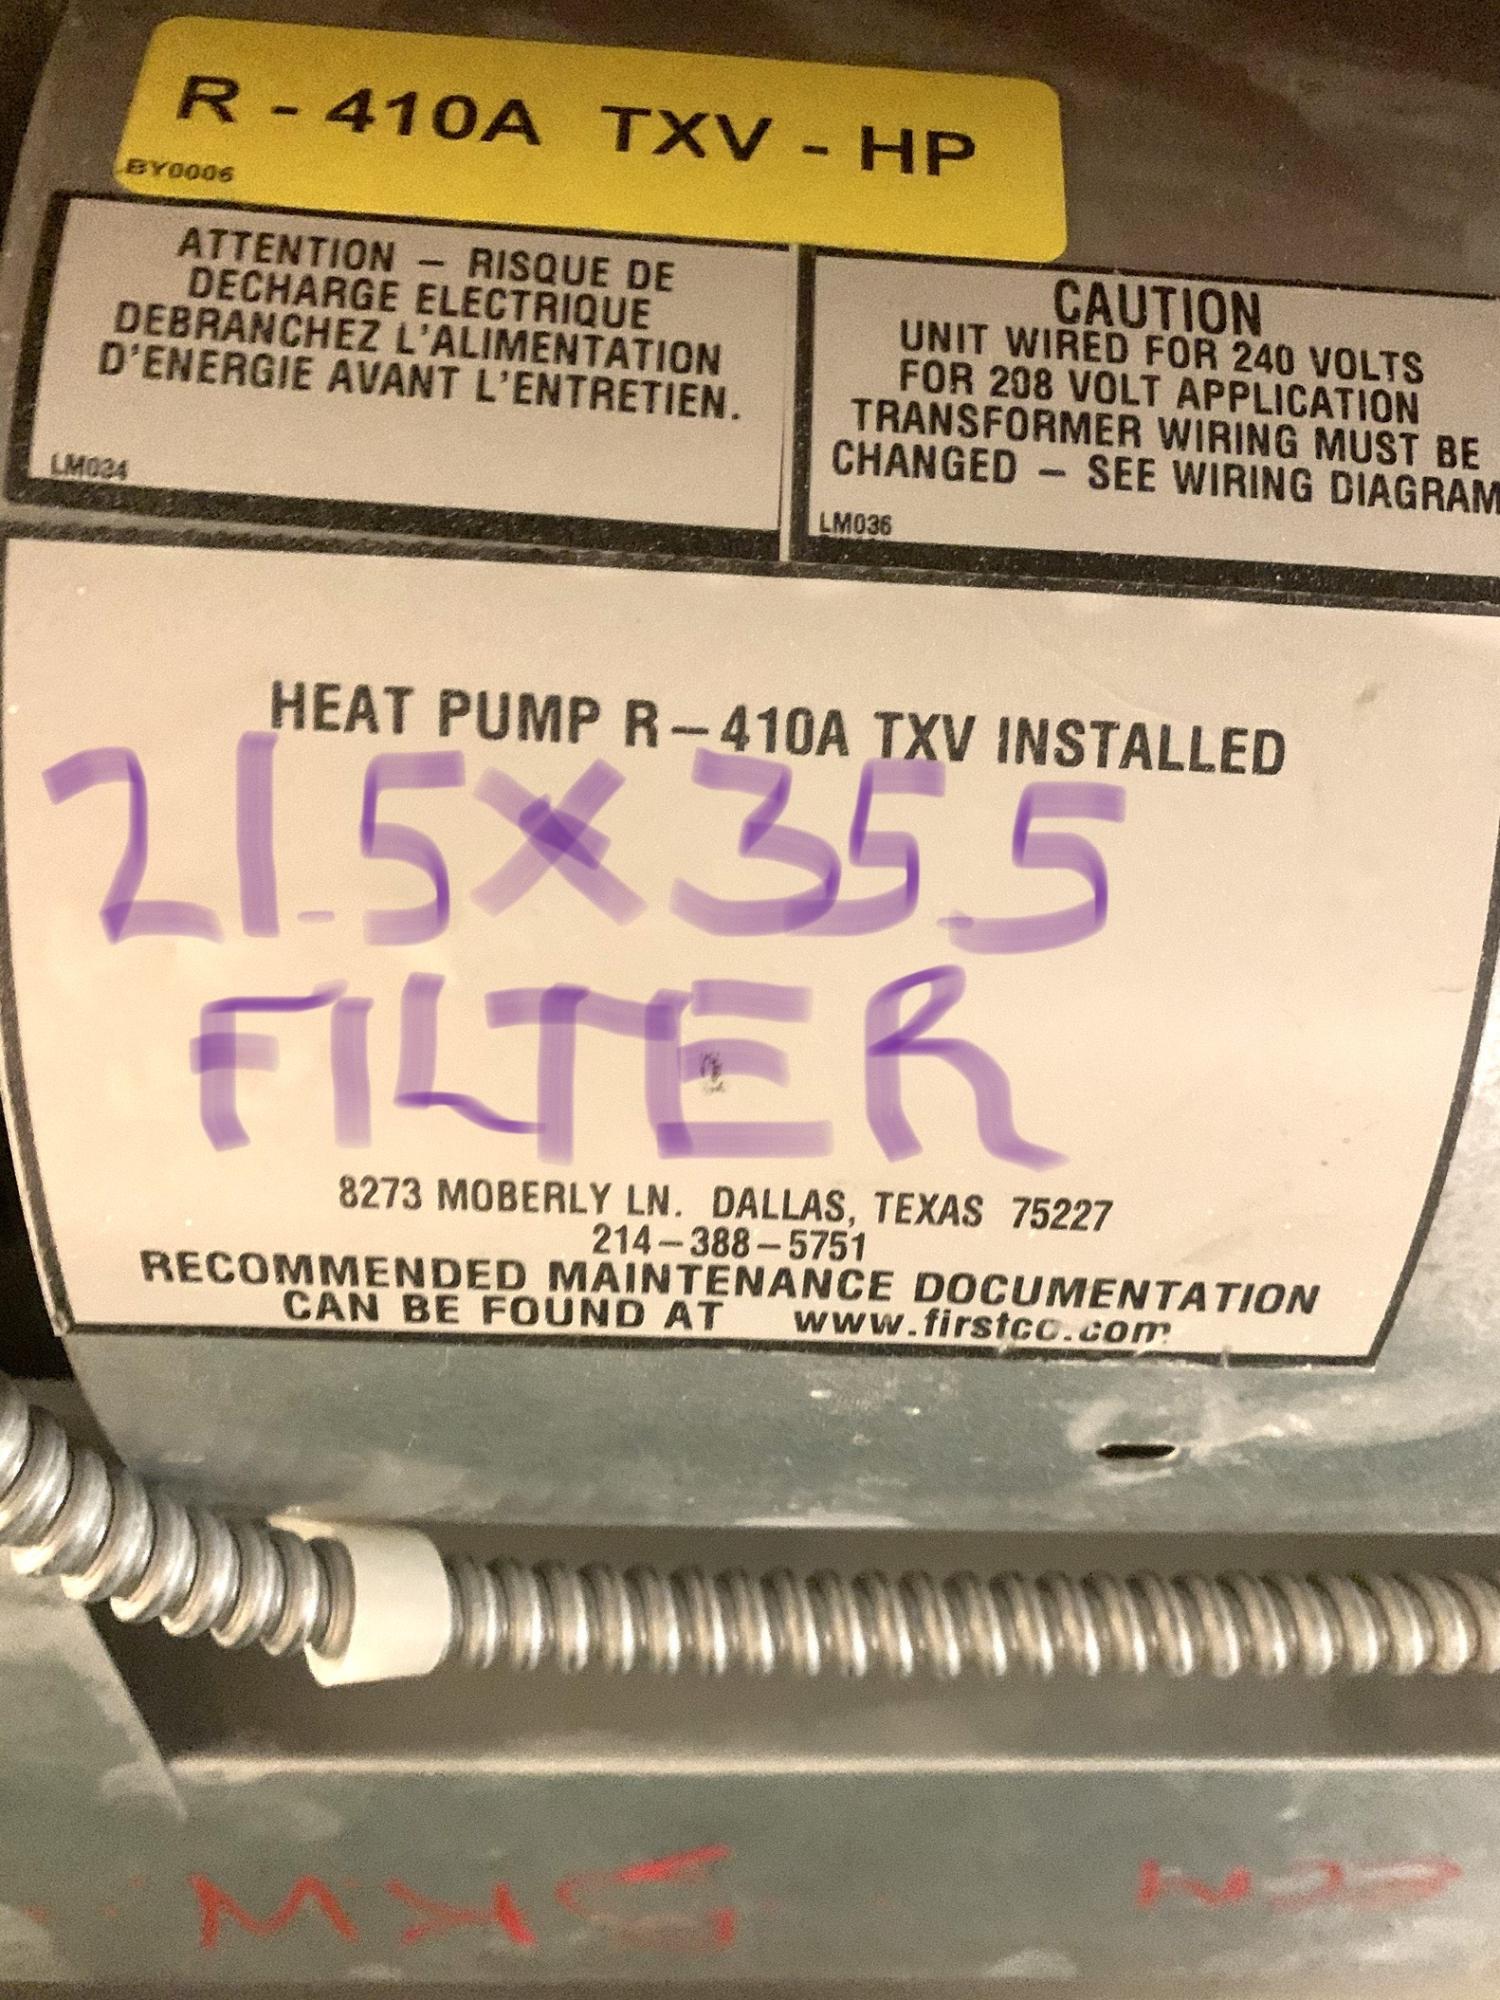 R - 410A TXV - HP
BY0006
ATTENTION – RISQUE DE
DECHARGE ELECTRIQUE
DEBRANCHEZ L'ALIMENTATION
D'ENERGIE AVANT L'ENTRETIEN.
LM034
CAUTION
UNIT WIRED FOR 240 VOLTS
FOR 208 VOLT APPLICATION
TRANSFORMER WIRING MUST BE
CHANGED – SEE WIRING DIAGRAM
LM036
HEAT PUMP R–410A TXV INSTALLED
21.5X35.5
FILTER
8273 MOBERLY LN. DALLAS, TEXAS 75227
214–388–5751
RECOMMENDED MAINTENANCE DOCUMENTATION
CAN BE FOUND AT www.firstco.com